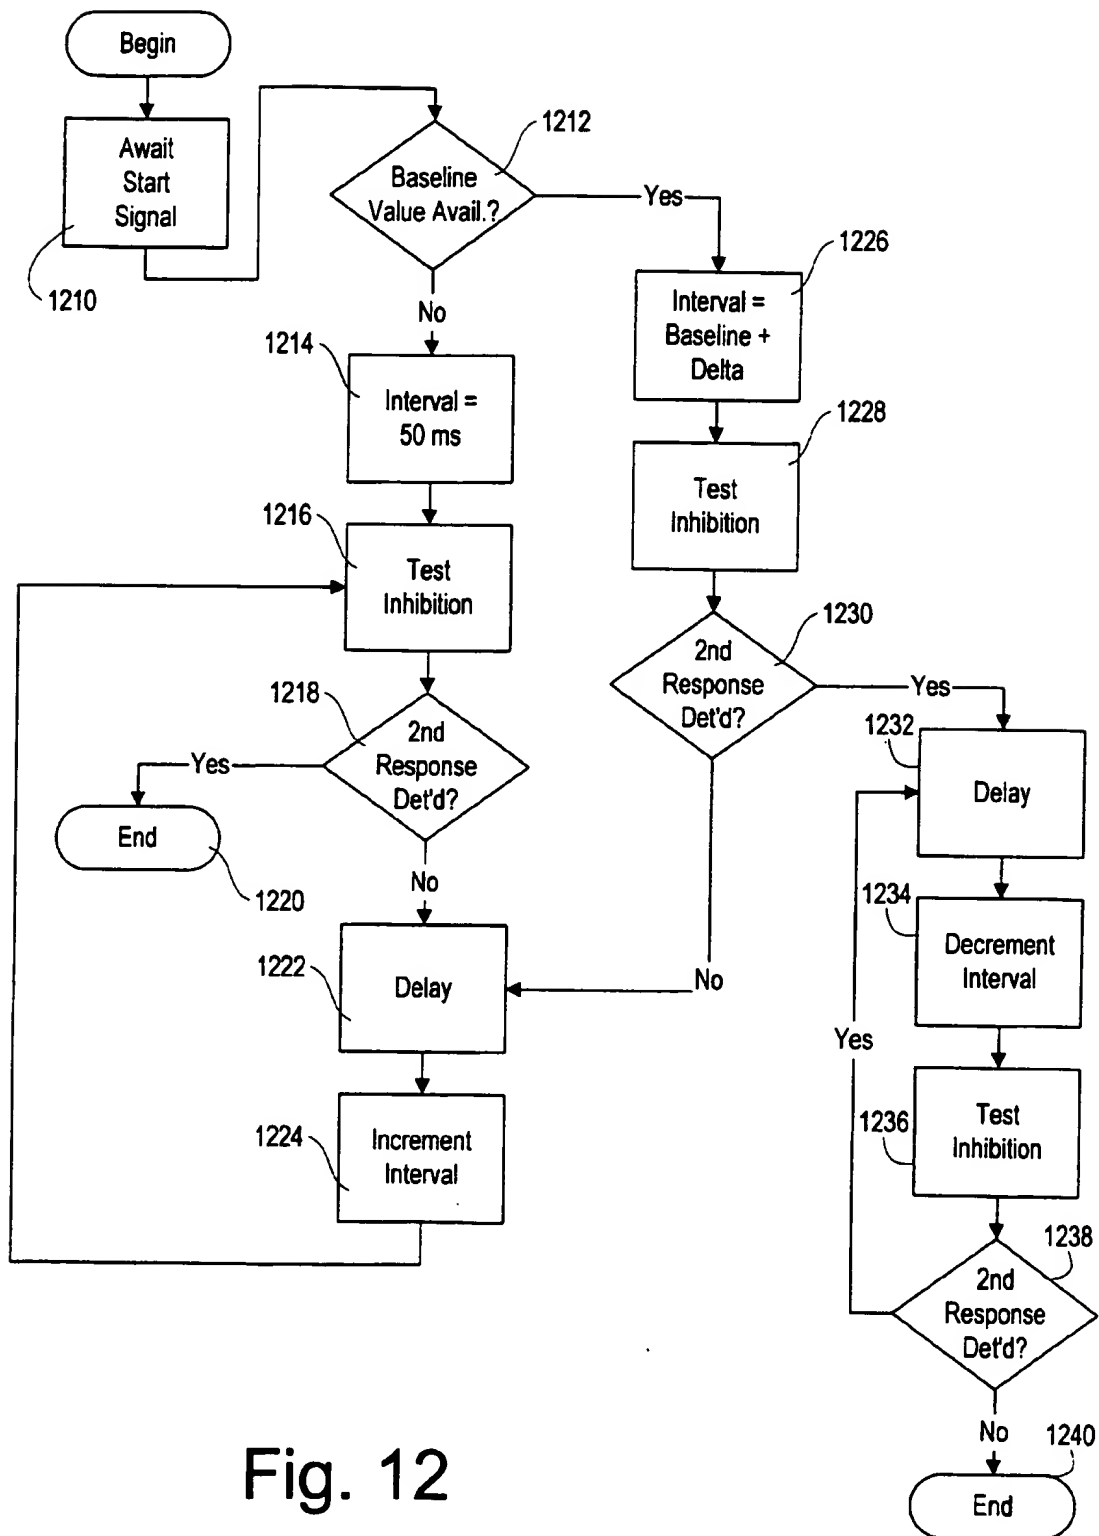 Begin
Await
Start
Signal
1210
1212
Baseline
Value Avail.?
Yes
No
1214
Interval =
50 ms
1216
Test
Inhibition
1218
2nd
Response
Det'd?
Yes
End
1220
No
1222
Delay
1224
Increment
Interval
1226
Interval =
Baseline +
Delta
1228
Test
Inhibition
1230
2nd
Response
Det'd?
Yes
No
1232
Delay
1234
Decrement
Interval
Yes
1236
Test
Inhibition
1238
2nd
Response
Det'd?
No
1240
End
Fig. 12